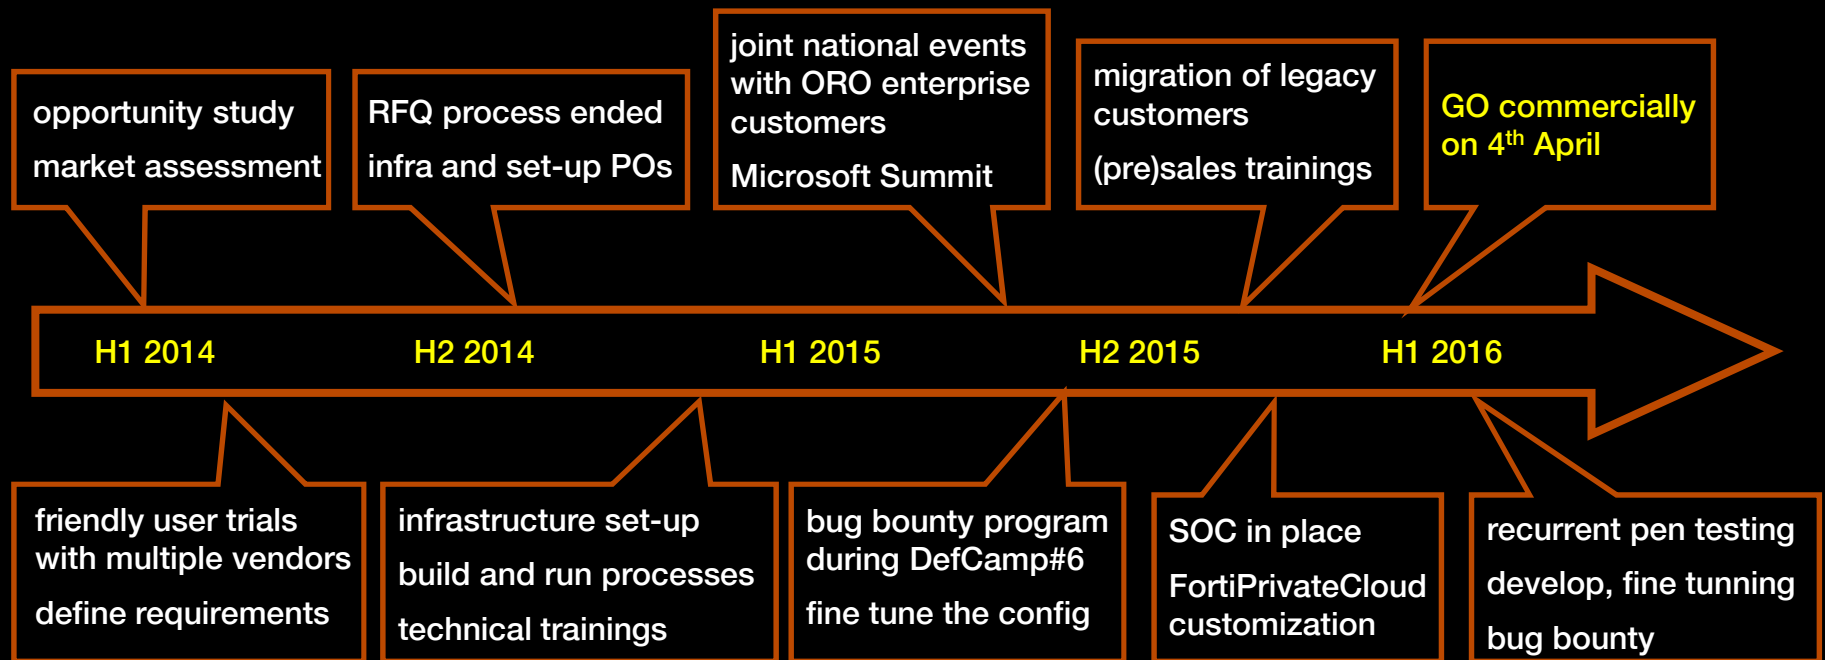 opportunity study
market assessment
RFQ process ended
infra and set-up POs
joint national events
with ORO enterprise
customers
Microsoft Summit
migration of legacy
customers
(pre)sales trainings
GO commercially
on 4th April
H1 2014
H2 2014
H1 2015
H2 2015
H1 2016
friendly user trials
with multiple vendors
define requirements
infrastructure set-up
build and run processes
technical trainings
bug bounty program
during DefCamp#6
fine tune the config
SOC in place
FortiPrivateCloud
customization
recurrent pen testing
develop, fine tunning
bug bounty